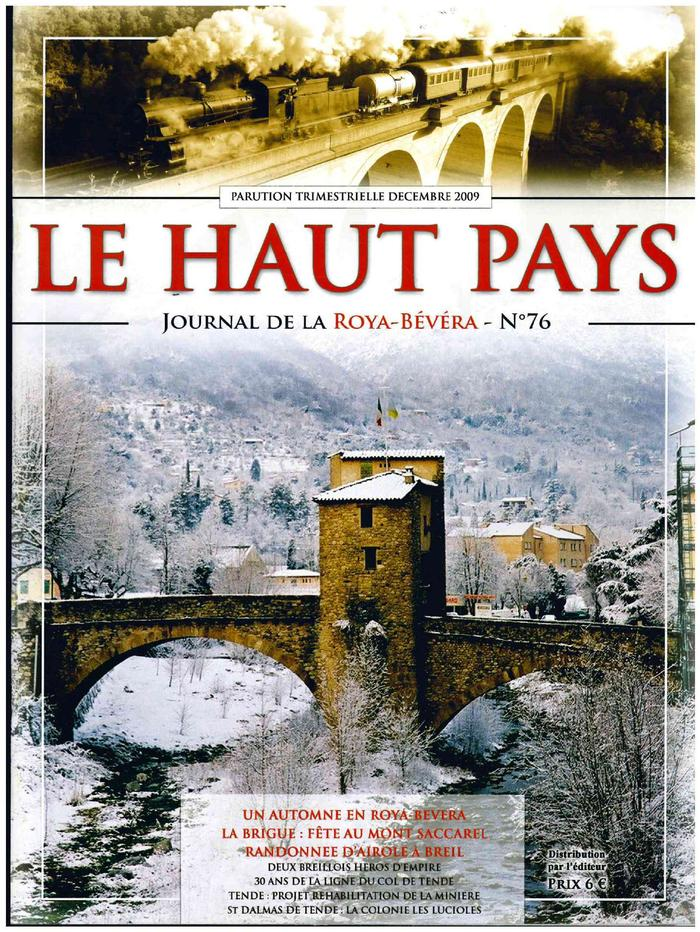 PARUTION TRIMESTRIELLE DECEMBRE 2009
LE HAUT PAYS
JOURNAL DE LA ROYA-BÉVÉRA - N°76
UN AUTOMNE EN ROYA-BEVERA
LA BRIGUE : FÊTE AU MONT SACCAREL
RANDONNEE D'AIROLE À BREIL
DEUX BREILLOIS HEROS D'EMPIRE
30 ANS DE LA LIGNE DU COL DE TENDE
TENDE : PROJET REHABILITATION DE LA MINIERE
ST DALMAS DE TENDE : LA COLONIE LES LUCIOLES
Distribution
par l'éditeur
PRIX 6 €